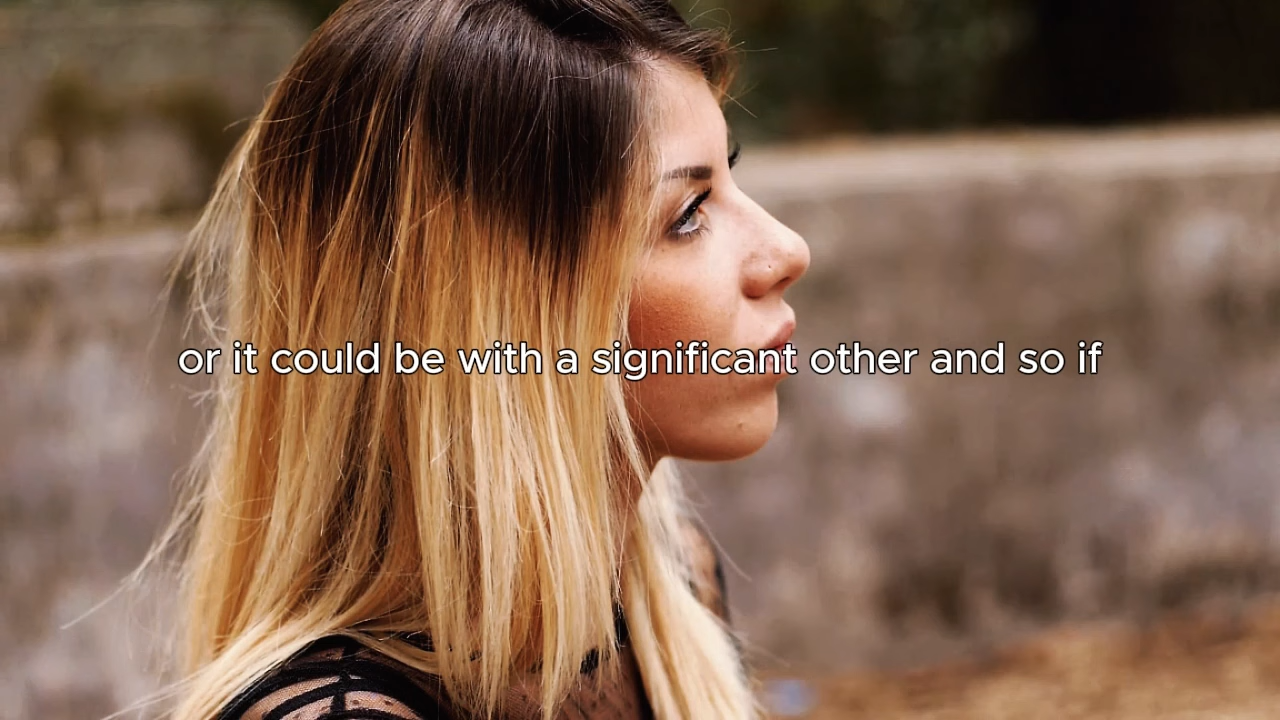 or it could be with a significant other and so if